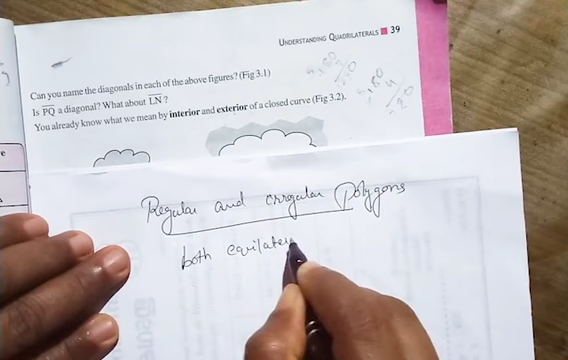 UNDERSTANDING QUADRILATERALS 39
Can you name the diagonals in each of the above figures? (Fig 3.1)
Is PQ a diagonal? What about LN?
You already know what we mean by interior and exterior of a closed curve (Fig 3.2).
Regular and irregular Polygons
both equilater